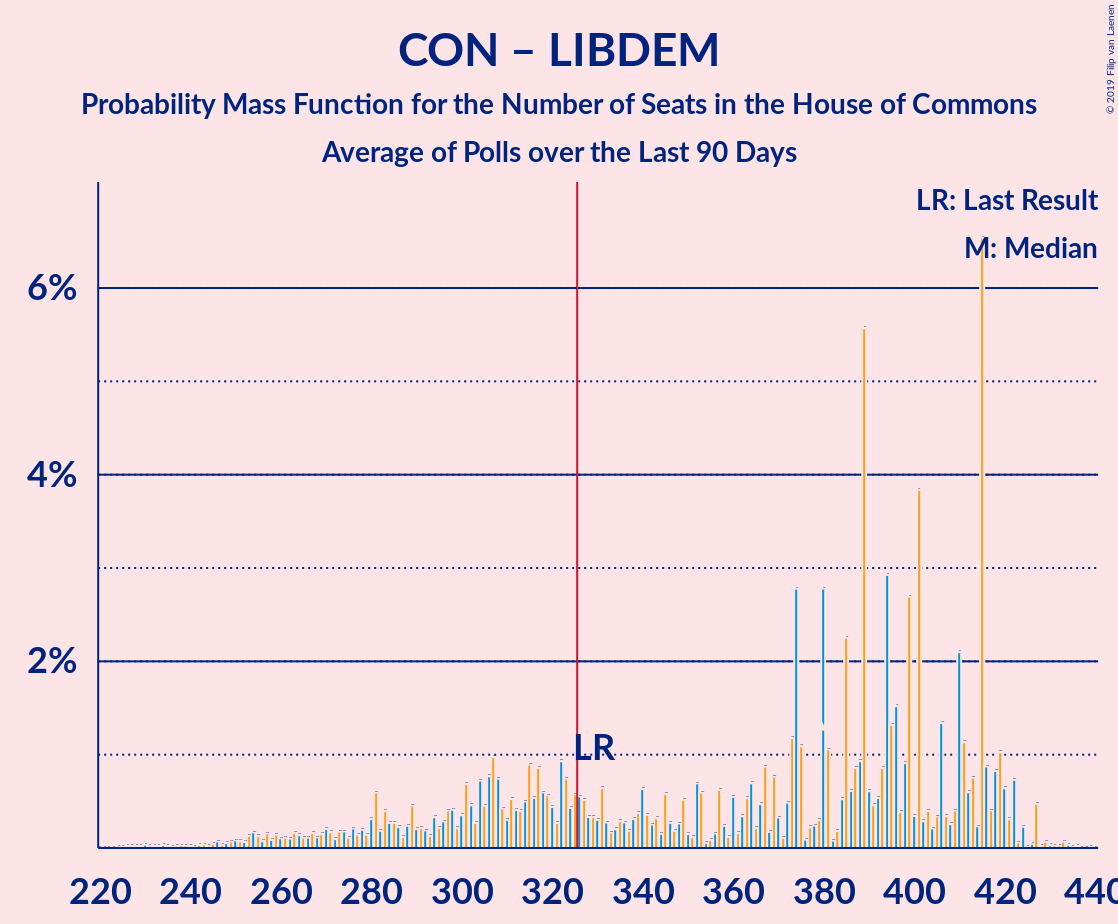 CON – LIBDEM
Probability Mass Function for the Number of Seats in the House of Commons
Average of Polls over the Last 90 Days
© 2019 Filip van Laenen
LR: Last Result
M: Median
6%
4%
2%
LR
220 240 260 280 300 320 340 360 380 400 420 440